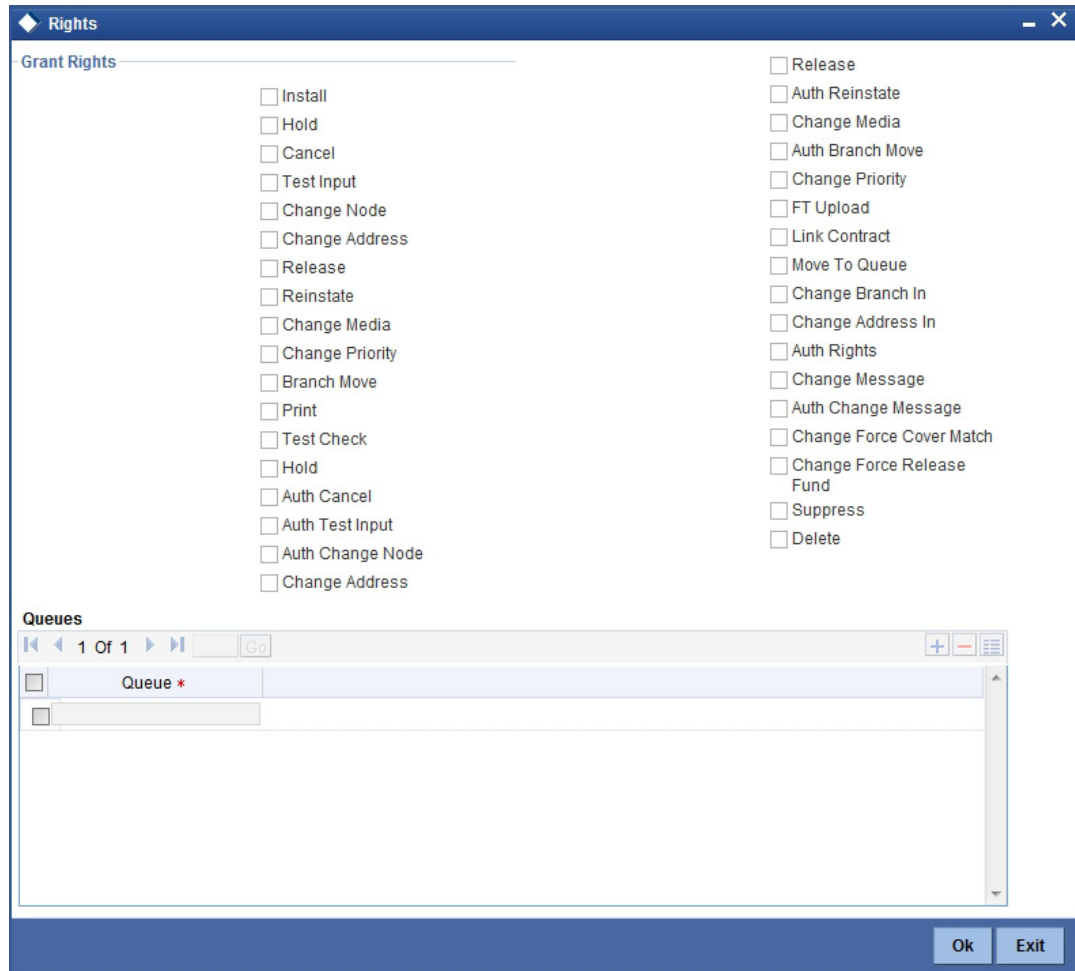 Rights
Grant Rights
Install
Hold
Cancel
Test Input
Change Node
Change Address
Release
Reinstate
Change Media
Change Priority
Branch Move
Print
Test Check
Hold
Auth Cancel
Auth Test Input
Auth Change Node
Change Address
Release
Auth Reinstate
Change Media
Auth Branch Move
Change Priority
FT Upload
Link Contract
Move To Queue
Change Branch In
Change Address In
Auth Rights
Change Message
Auth Change Message
Change Force Cover Match
Change Force Release
Fund
Suppress
Delete
Queues
1 Of 1 Go
Queue *
Ok Exit